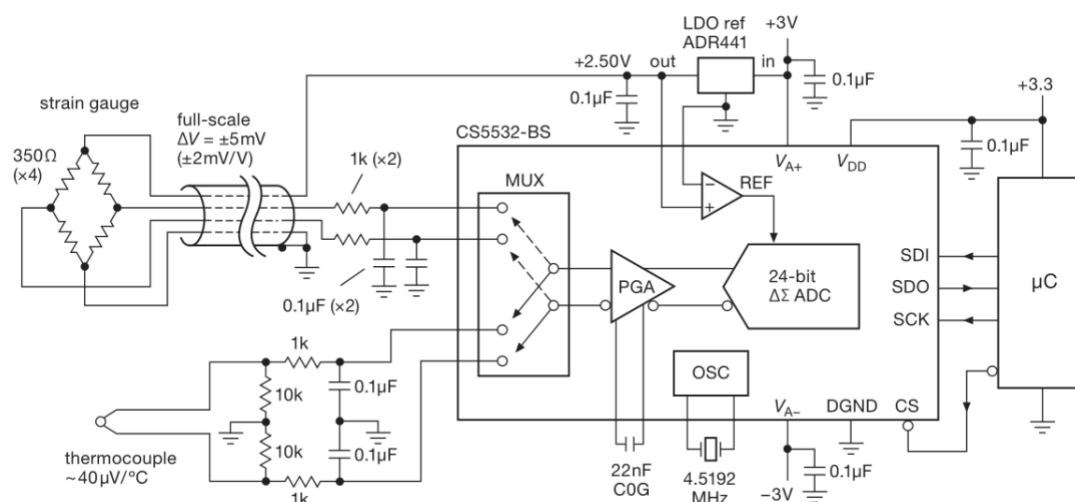 LDO ref
ADR441
+3V
+2.50V
out
in
0.1µF
0.1µF
+3.3
strain gauge
full-scale
ΔV = ±5mV
(±2mV/V)
350Ω
(×4)
CS5532-BS
0.1µF
1k (×2)
MUX
VA+
VDD
REF
−
+
SDI
SDO
SCK
µC
PGA
24-bit
ΔΣ ADC
0.1µF (×2)
1k
10k
0.1µF
OSC
10k
0.1µF
VA−
DGND
CS
thermocouple
~40µV/°C
1k
22nF
C0G
4.5192
MHz
−3V
0.1µF